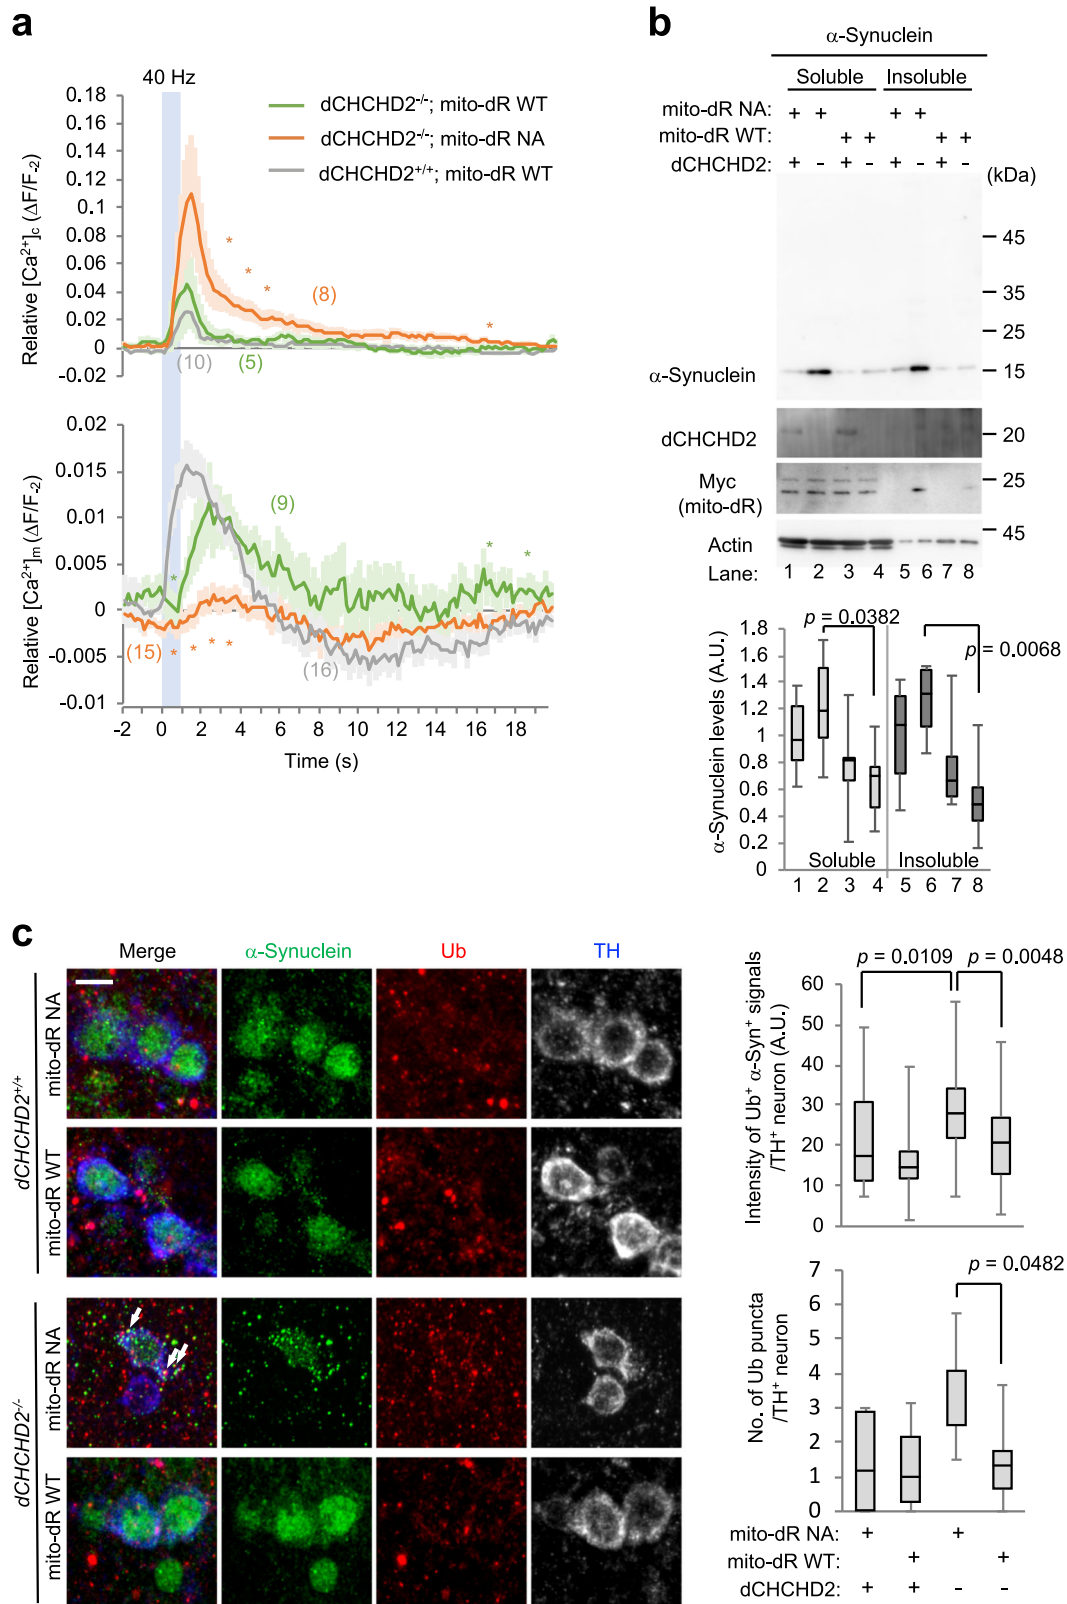 a
40 Hz
dCHCHD2-/-; mito-dR WT
dCHCHD2-/-; mito-dR NA
dCHCHD2+/+; mito-dR WT
Relative [Ca2+]c (ΔF/F-2)
0.18
0.16
0.14
0.12
0.1
0.08
0.06
0.04
0.02
0
-0.02
* * * *
(8)
(10) (5)
Relative [Ca2+]m (ΔF/F-2)
0.02
0.015
0.01
0.005
0
-0.005
-0.01
(9)
* * *
(15) * * * *
(16)
-2 0 2 4 6 8 10 12 14 16 18
Time (s)
b
α-Synuclein
Soluble Insoluble
mito-dR NA: + + + +
mito-dR WT: + + + +
dCHCHD2: + - + - + - + -
(kDa)
45
35
25
α-Synuclein 15
dCHCHD2 20
Myc (mito-dR) 25
Actin 45
Lane: 1 2 3 4 5 6 7 8
p = 0.0382
p = 0.0068
α-Synuclein levels (A.U.)
1.8
1.6
1.4
1.2
1
0.8
0.6
0.4
0.2
0
Soluble Insoluble
1 2 3 4 5 6 7 8
c
Merge α-Synuclein Ub TH
dCHCHD2+/+
mito-dR NA
mito-dR WT
dCHCHD2-/-
mito-dR NA
mito-dR WT
p = 0.0109 p = 0.0048
Intensity of Ub+ α-Syn+ signals
/TH+ neuron (A.U.)
60
50
40
30
20
10
0
p = 0.0482
No. of Ub puncta
/TH+ neuron
7
6
5
4
3
2
1
0
mito-dR NA: + +
mito-dR WT: + +
dCHCHD2: + + - -